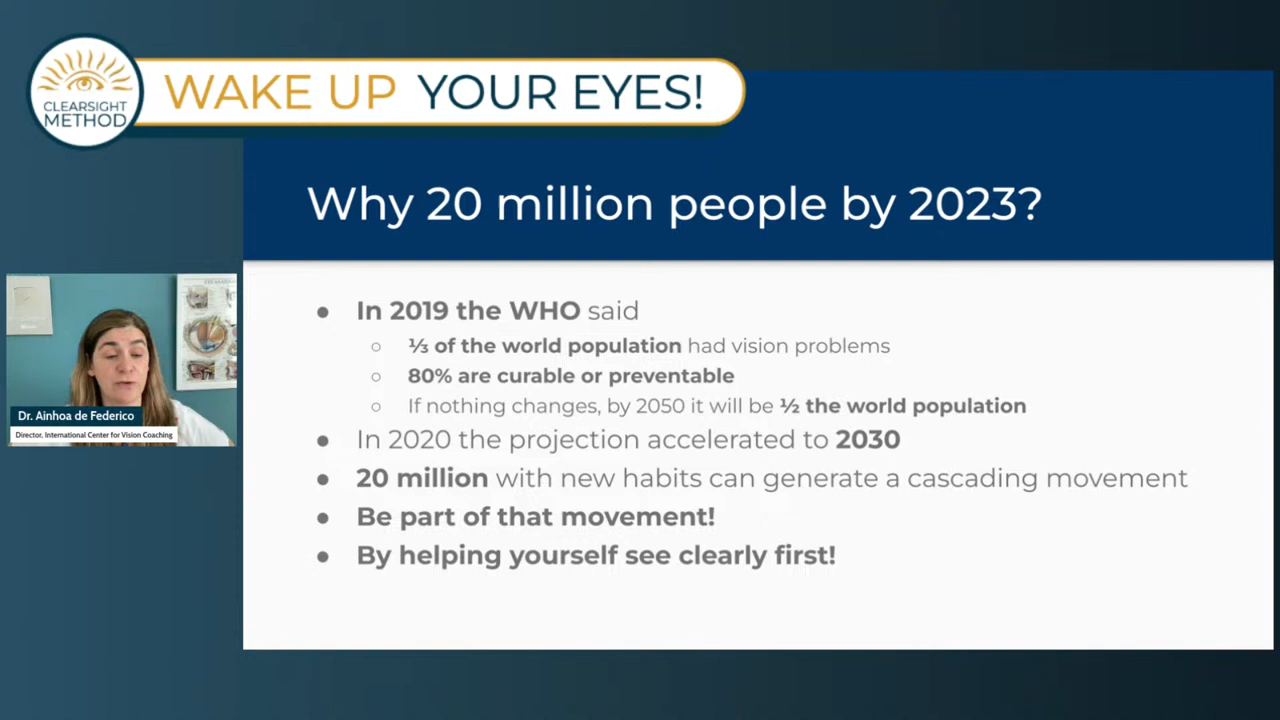 CLEARSIGHT
METHOD
WAKE UP YOUR EYES!
Why 20 million people by 2023?
● In 2019 the WHO said
○ ⅓ of the world population had vision problems
○ 80% are curable or preventable
○ If nothing changes, by 2050 it will be ½ the world population
● In 2020 the projection accelerated to 2030
● 20 million with new habits can generate a cascading movement
● Be part of that movement!
● By helping yourself see clearly first!
Dr. Ainhoa de Federico
Director, International Center for Vision Coaching